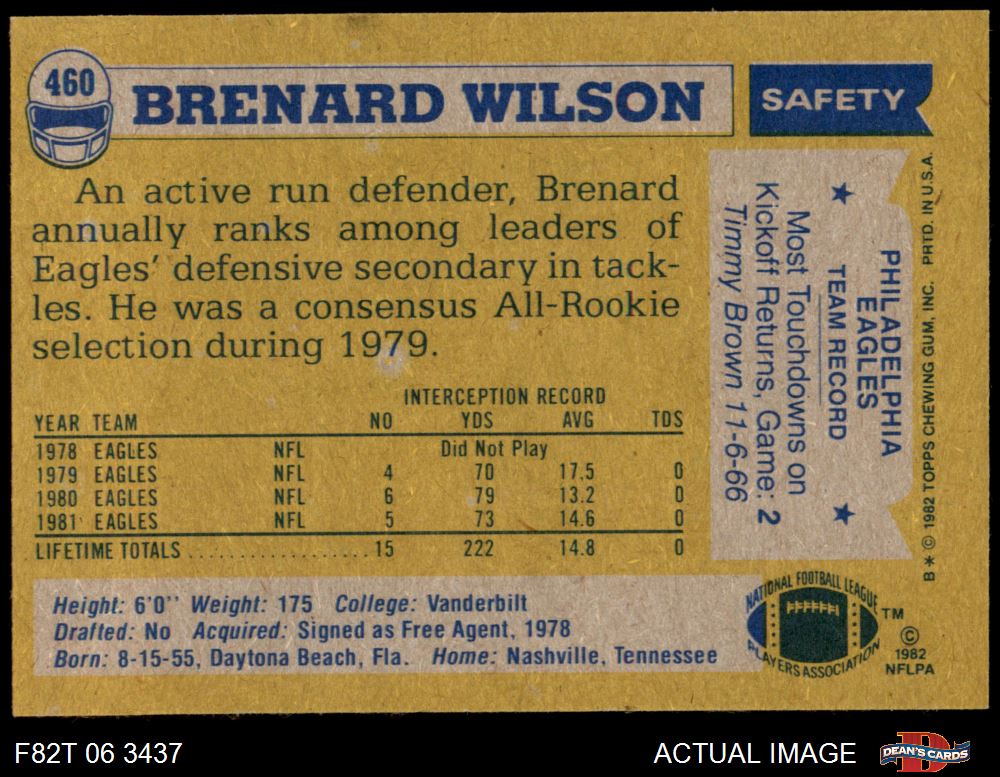 460
BRENARD WILSON
SAFETY
An active run defender, Brenard
annually ranks among leaders of
Eagles' defensive secondary in tack-
les. He was a consensus All-Rookie
selection during 1979.
INTERCEPTION RECORD
YEAR TEAM NO YDS AVG TDS
1978 EAGLES NFL Did Not Play
1979 EAGLES NFL 4 70 17.5 0
1980 EAGLES NFL 6 79 13.2 0
1981 EAGLES NFL 5 73 14.6 0
LIFETIME TOTALS .................. 15 222 14.8 0
Height: 6'0" Weight: 175 College: Vanderbilt
Drafted: No Acquired: Signed as Free Agent, 1978
Born: 8-15-55, Daytona Beach, Fla. Home: Nashville, Tennessee
PHILADELPHIA
EAGLES
★ TEAM RECORD ★
Most Touchdowns on
Kickoff Returns, Game: 2
Timmy Brown 11-6-66
B * © 1982 TOPPS CHEWING GUM, INC. PRTD. IN U.S.A.
NATIONAL FOOTBALL LEAGUE
PLAYERS ASSOCIATION
TM
©
1982
NFLPA
F82T 06 3437
ACTUAL IMAGE
DEAN'S CARDS